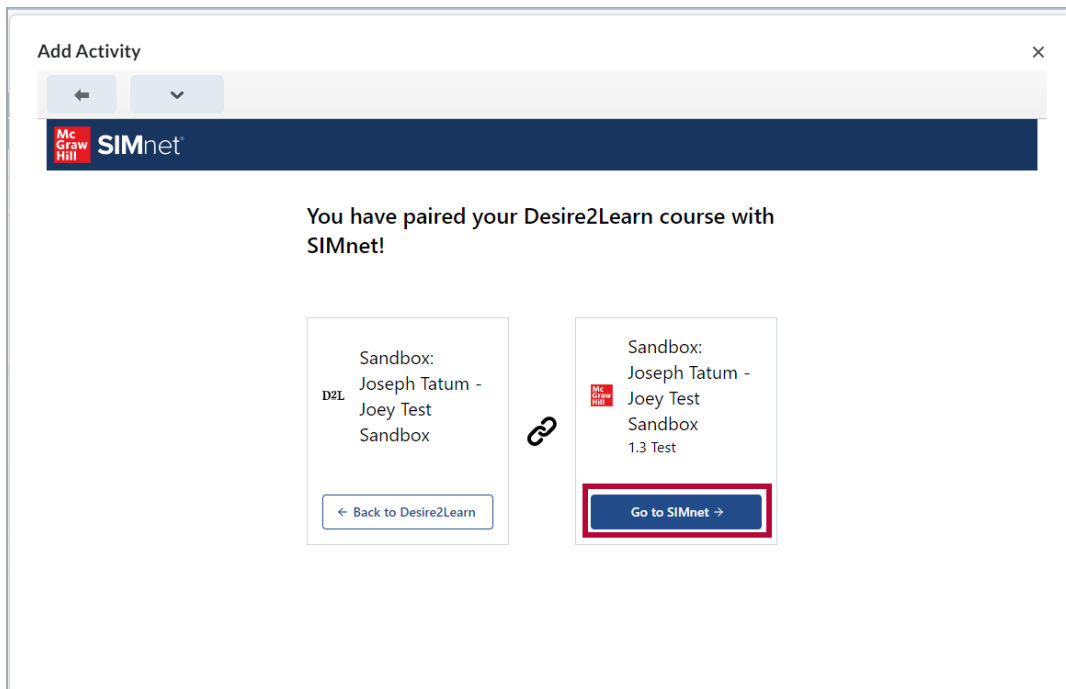 Add Activity
Mc
Graw
Hill
SIMnet
You have paired your Desire2Learn course with
SIMnet!
D2L
Sandbox:
Joseph Tatum -
Joey Test
Sandbox
← Back to Desire2Learn
Mc
Graw
Hill
Sandbox:
Joseph Tatum -
Joey Test
Sandbox
1.3 Test
Go to SIMnet →